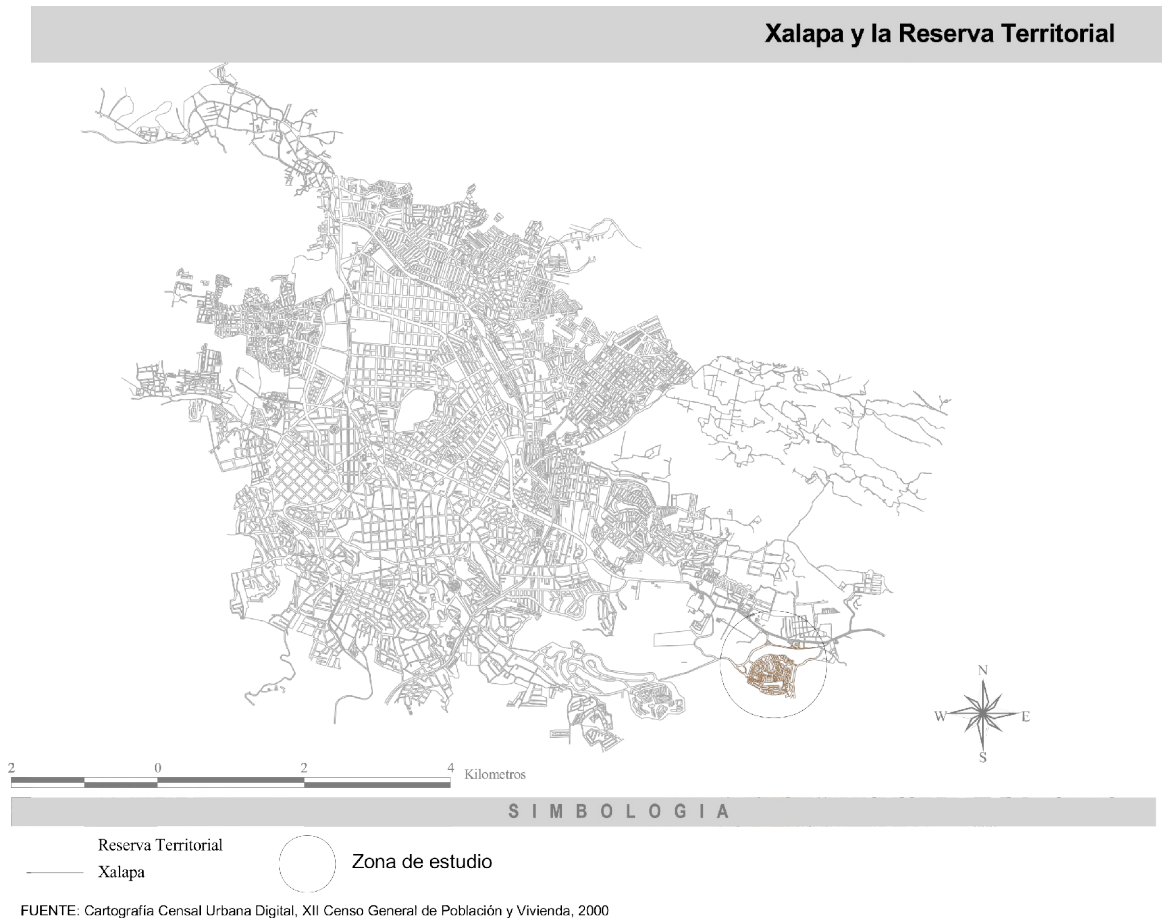 Xalapa y la Reserva Territorial
N
W E
S
2 0 2 4 Kilometros
SIMBOLOGIA
Reserva Territorial
Xalapa
Zona de estudio
FUENTE: Cartografía Censal Urbana Digital, XII Censo General de Población y Vivienda, 2000